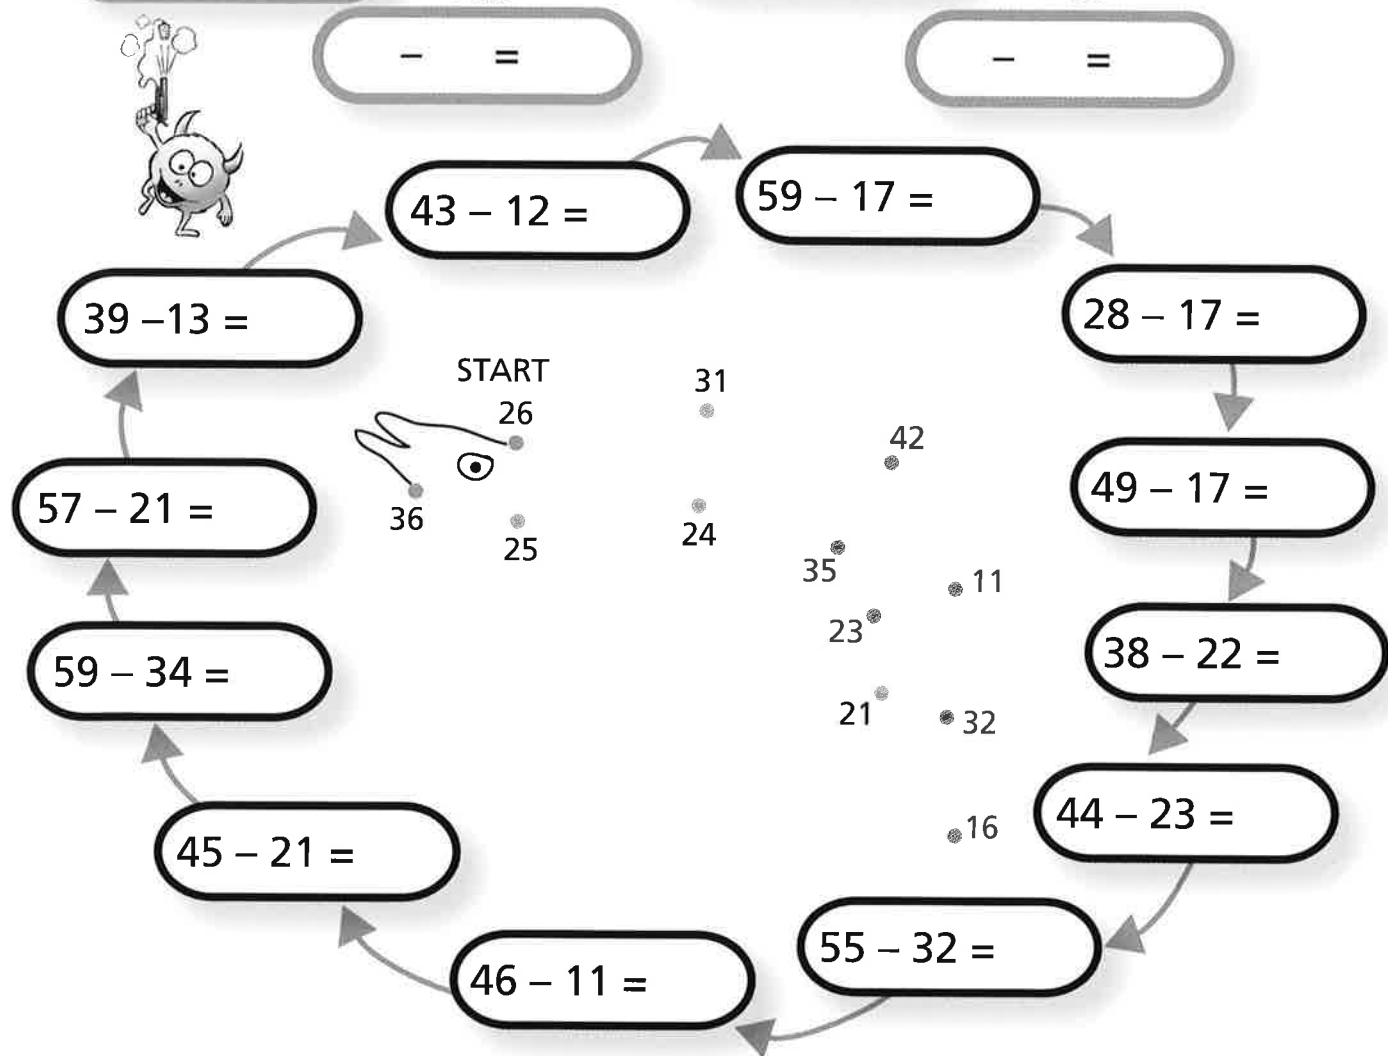 – =
– =
43 – 12 =
59 – 17 =
39 –13 =
28 – 17 =
START
31
26
42
57 – 21 =
49 – 17 =
36
25
24
35
11
23
59 – 34 =
38 – 22 =
21
32
45 – 21 =
44 – 23 =
16
46 – 11 =
55 – 32 =